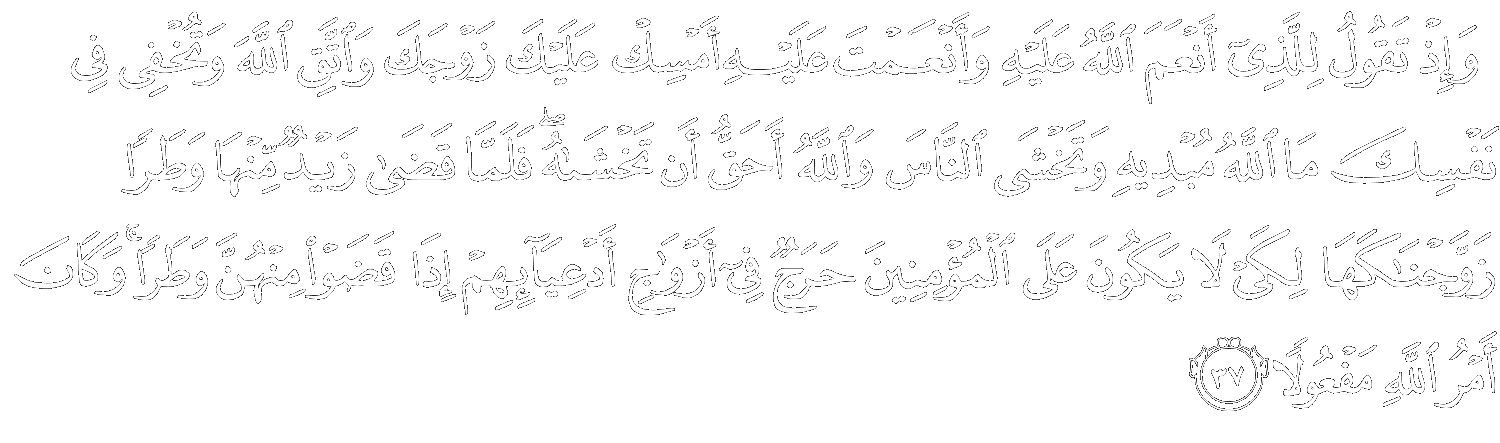 وَإِذْ تَقُولُ لِلَّذِىٓ أَنْعَمَ ٱللَّهُ عَلَيْهِ وَأَنْعَمْتَ عَلَيْهِ أَمْسِكْ عَلَيْكَ زَوْجَكَ وَٱتَّقِ ٱللَّهَ وَتُخْفِى فِى
نَفْسِكَ مَا ٱللَّهُ مُبْدِيهِ وَتَخْشَى ٱلنَّاسَ وَٱللَّهُ أَحَقُّ أَن تَخْشَىٰهُ ۖ فَلَمَّا قَضَىٰ زَيْدٌ مِّنْهَا وَطَرًا
زَوَّجْنَـٰكَهَا لِكَىْ لَا يَكُونَ عَلَى ٱلْمُؤْمِنِينَ حَرَجٌ فِىٓ أَزْوَٰجِ أَدْعِيَآئِهِمْ إِذَا قَضَوْا۟ مِنْهُنَّ وَطَرًا ۚ وَكَانَ
أَمْرُ ٱللَّهِ مَفْعُولًا ٣٧